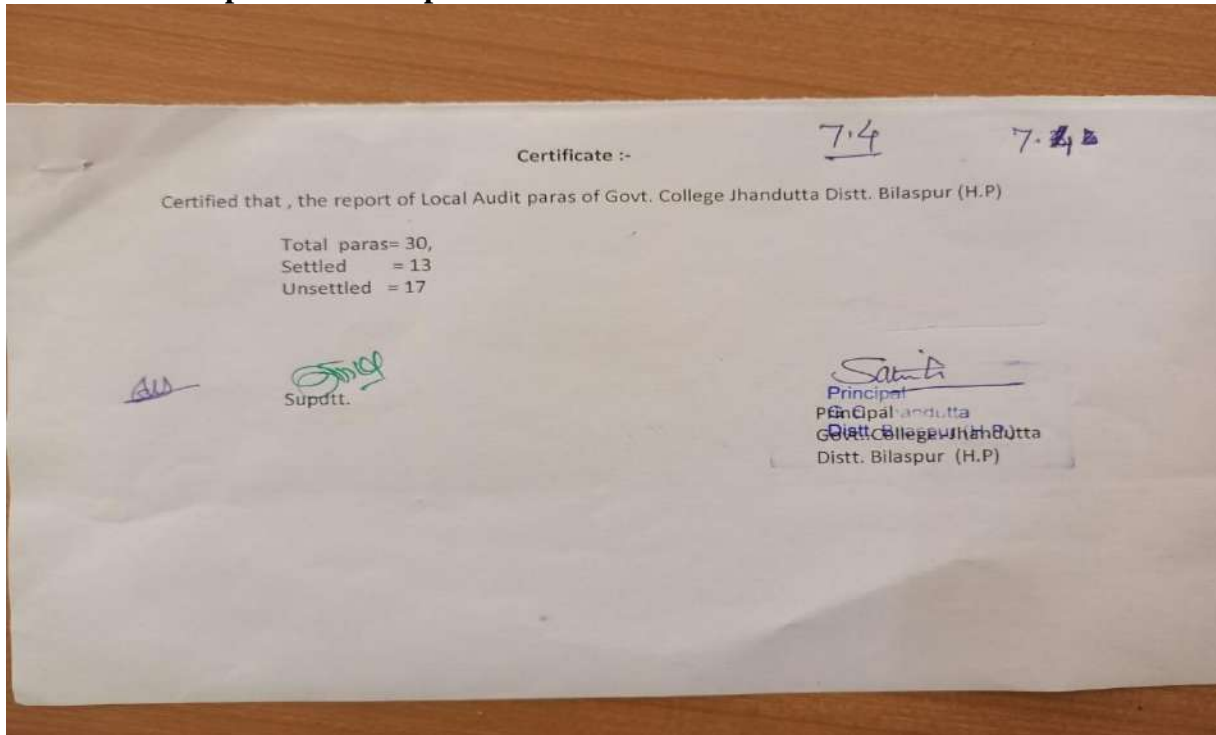 7.4
Certificate :-
Certified that , the report of Local Audit paras of Govt. College Jhandutta Distt. Bilaspur (H.P)
Total paras= 30,
Settled = 13
Unsettled = 17
Supdtt.
Principal
Principal
Govt. College Jhandutta
Distt. Bilaspur (H.P)